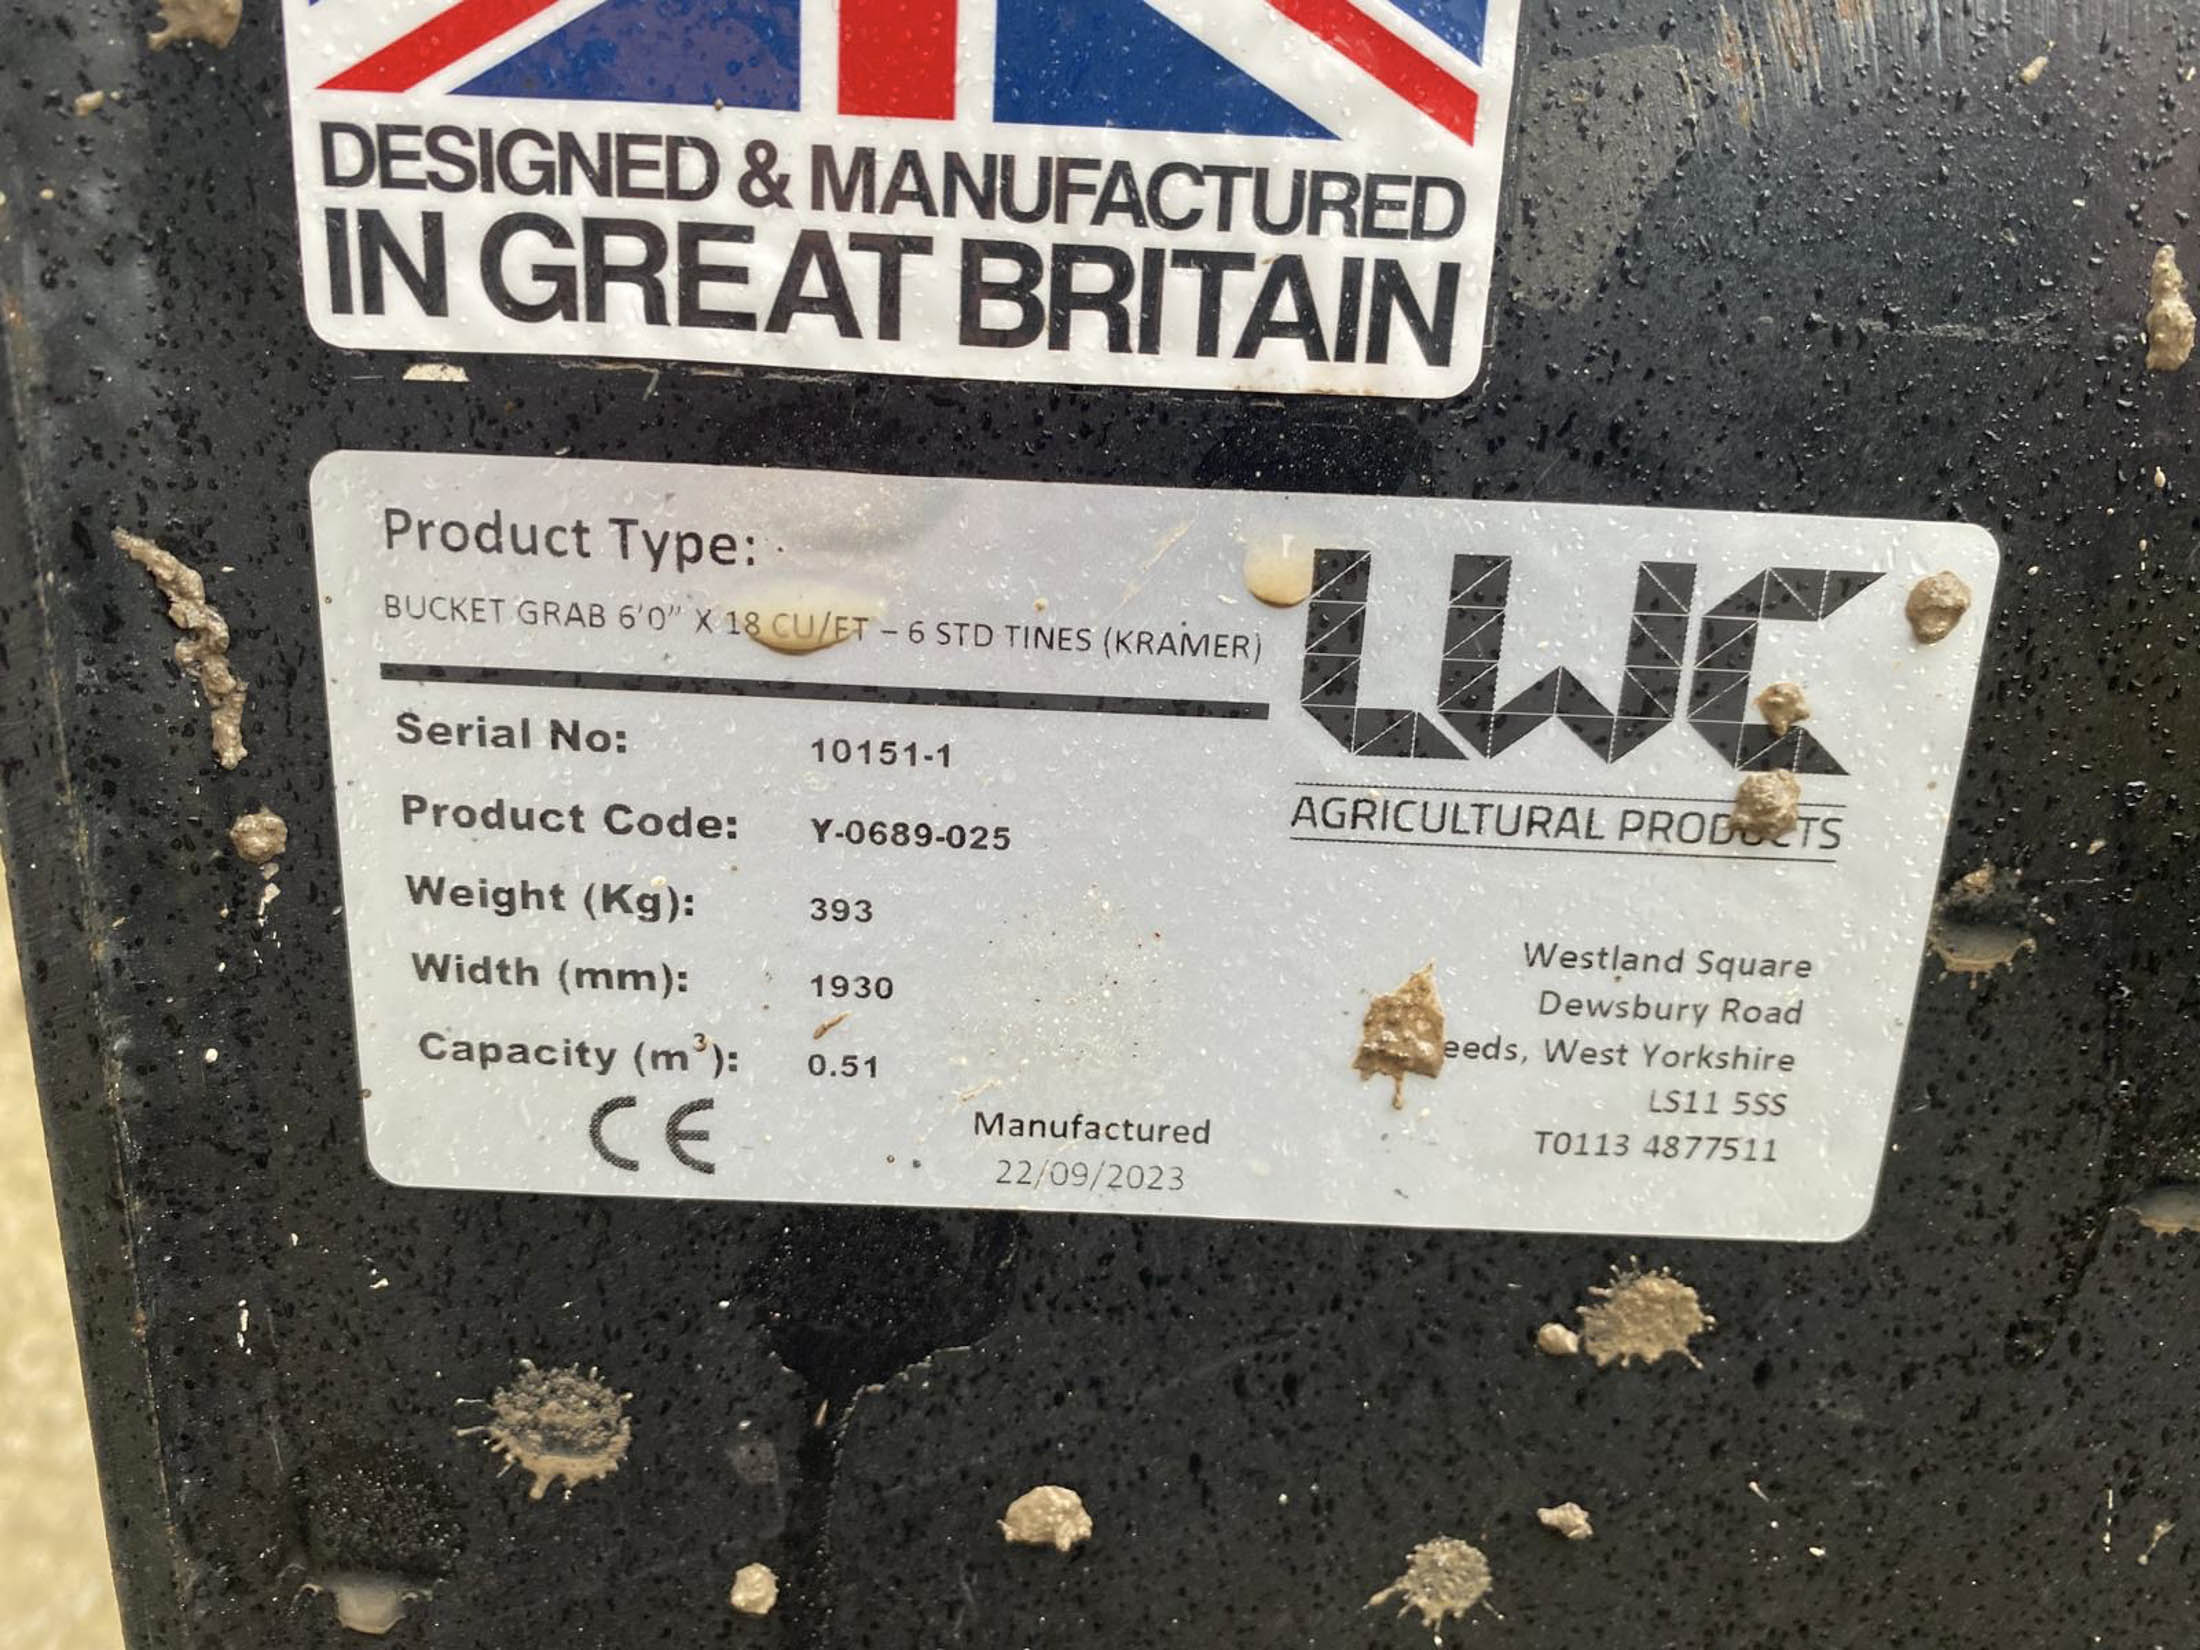 DESIGNED & MANUFACTURED
IN GREAT BRITAIN
Product Type:
BUCKET GRAB 6'0" X 18 CU/FT – 6 STD TINES (KRAMER)
LWC
AGRICULTURAL PRODUCTS
Serial No: 10151-1
Product Code: Y-0689-025
Weight (Kg): 393
Width (mm): 1930
Capacity (m³): 0.51
CE
Manufactured
22/09/2023
Westland Square
Dewsbury Road
eeds, West Yorkshire
LS11 5SS
T0113 4877511